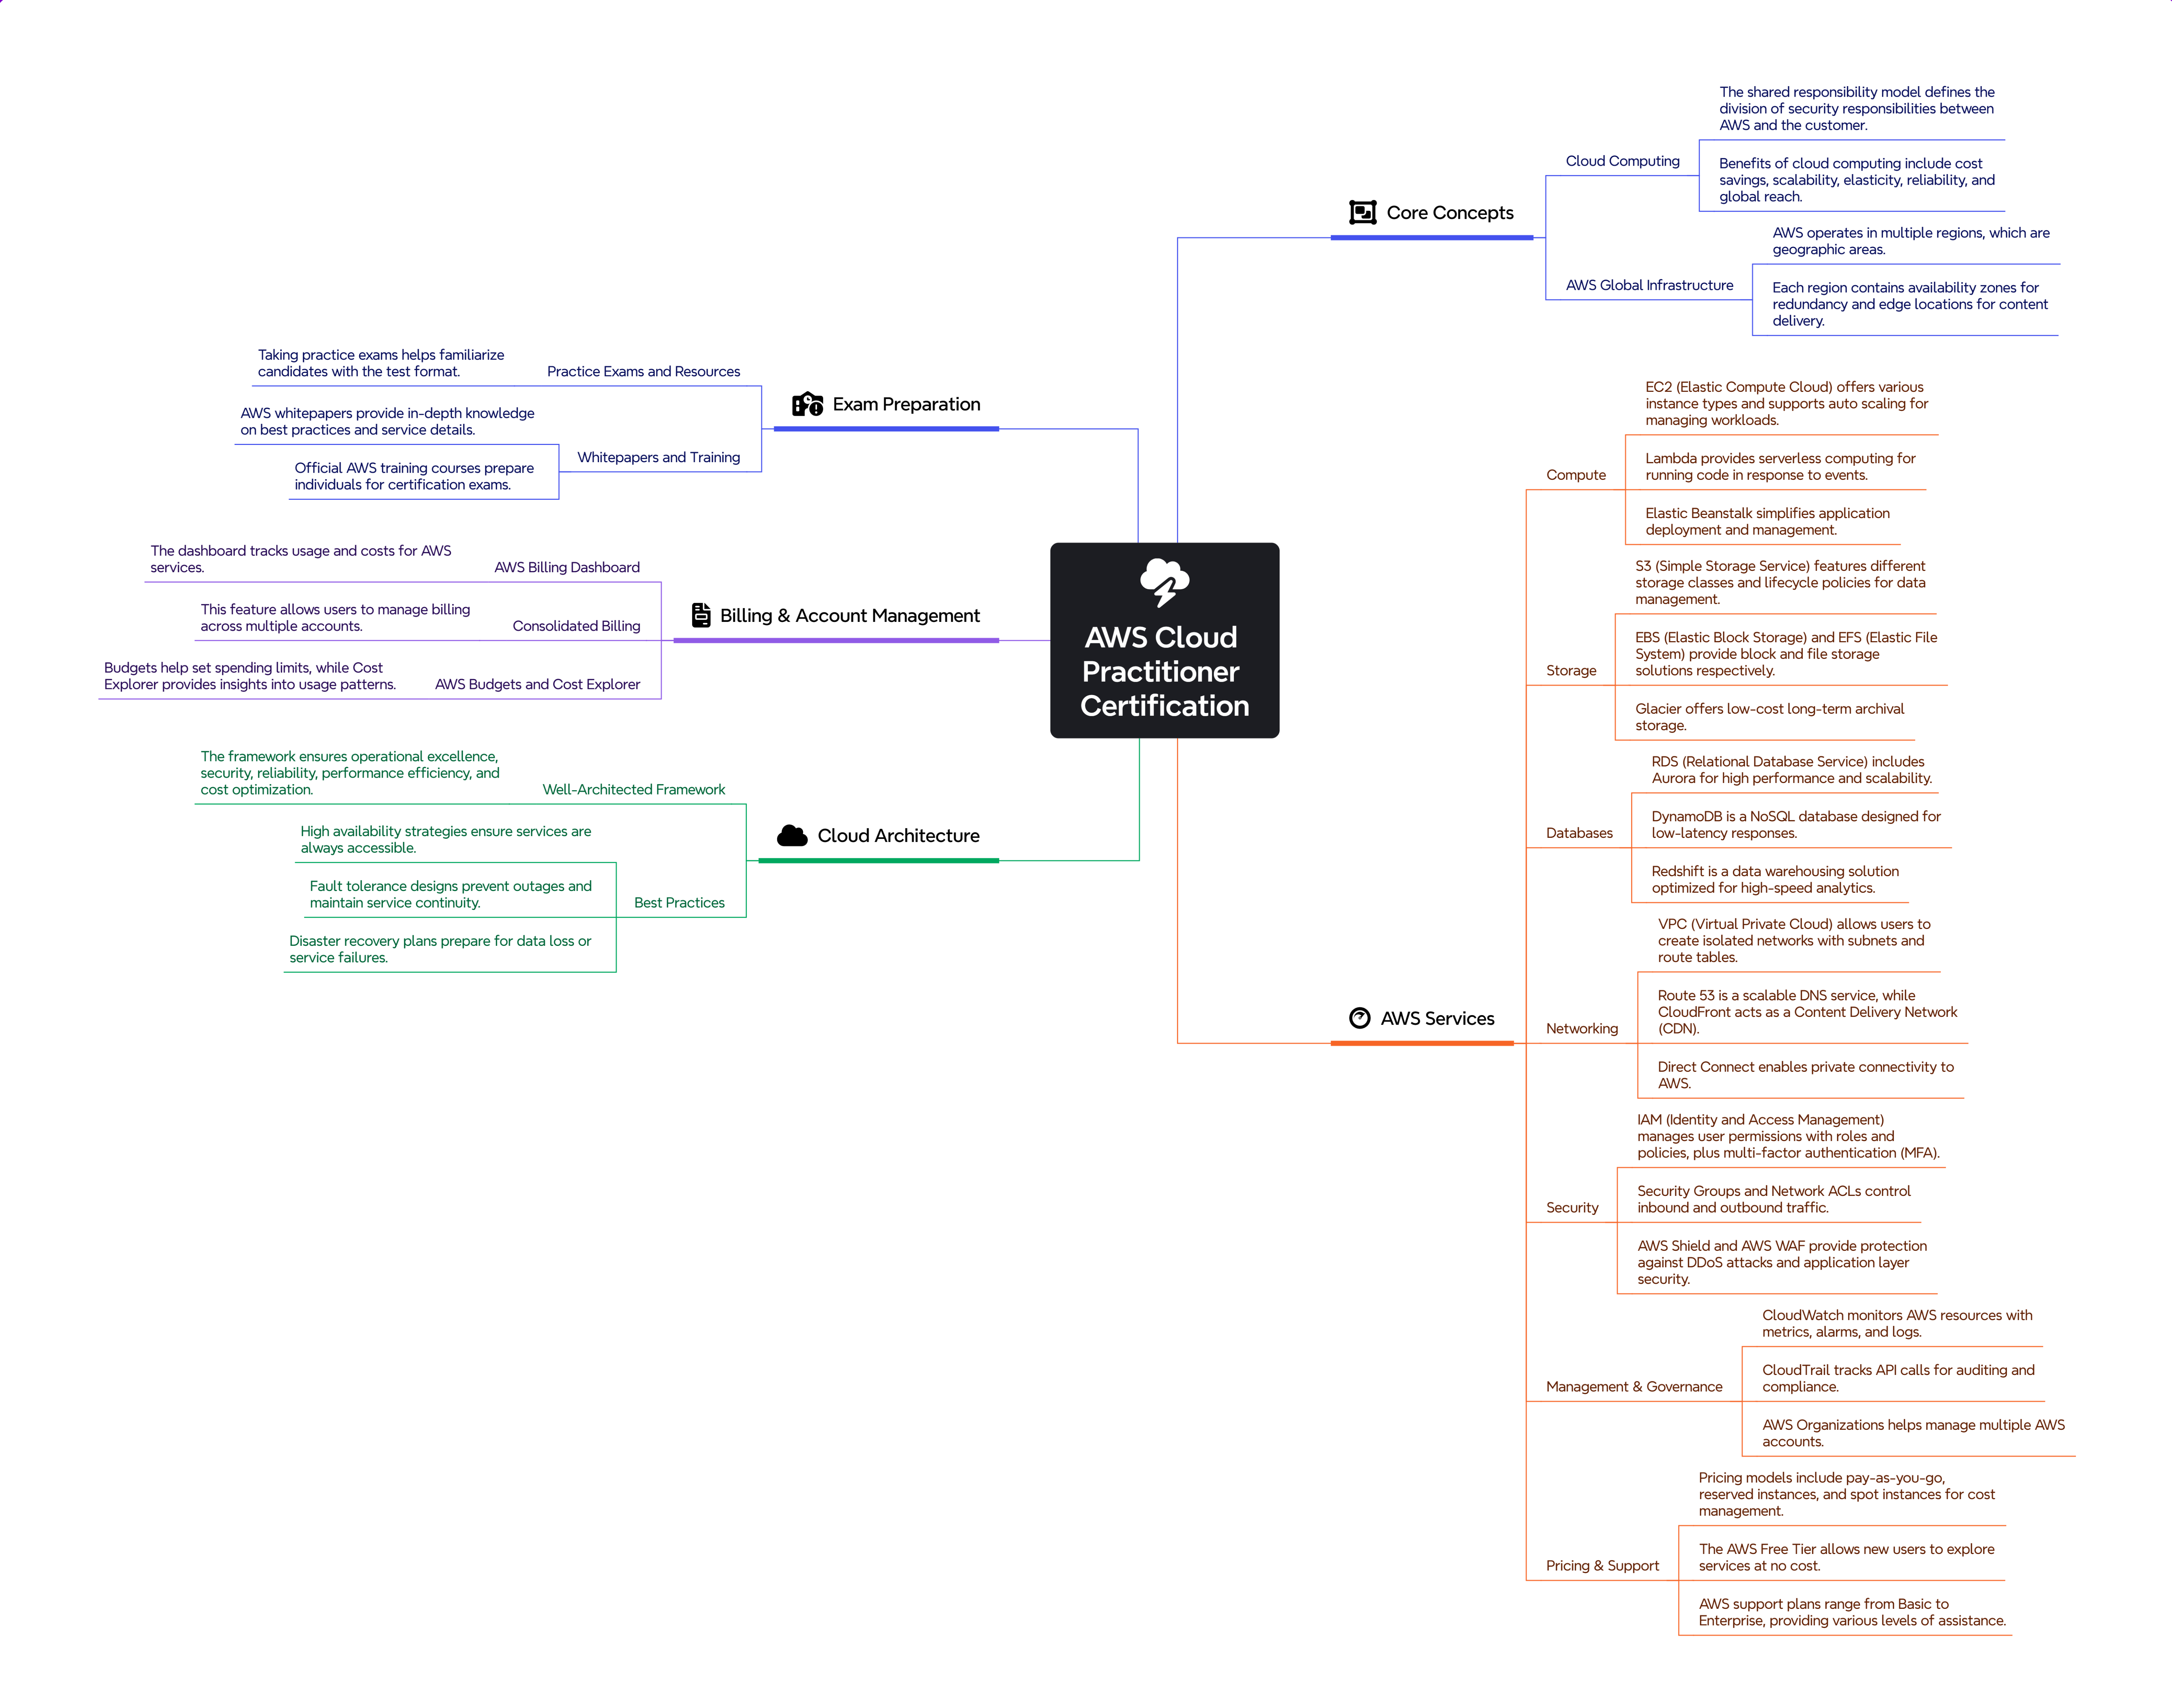 AWS Cloud
Practitioner
Certification
Core Concepts
Cloud Computing
The shared responsibility model defines the
division of security responsibilities between
AWS and the customer.
Benefits of cloud computing include cost
savings, scalability, elasticity, reliability, and
global reach.
AWS Global Infrastructure
AWS operates in multiple regions, which are
geographic areas.
Each region contains availability zones for
redundancy and edge locations for content
delivery.
AWS Services
Compute
EC2 (Elastic Compute Cloud) offers various
instance types and supports auto scaling for
managing workloads.
Lambda provides serverless computing for
running code in response to events.
Elastic Beanstalk simplifies application
deployment and management.
Storage
S3 (Simple Storage Service) features different
storage classes and lifecycle policies for data
management.
EBS (Elastic Block Storage) and EFS (Elastic File
System) provide block and file storage
solutions respectively.
Glacier offers low-cost long-term archival
storage.
Databases
RDS (Relational Database Service) includes
Aurora for high performance and scalability.
DynamoDB is a NoSQL database designed for
low-latency responses.
Redshift is a data warehousing solution
optimized for high-speed analytics.
Networking
VPC (Virtual Private Cloud) allows users to
create isolated networks with subnets and
route tables.
Route 53 is a scalable DNS service, while
CloudFront acts as a Content Delivery Network
(CDN).
Direct Connect enables private connectivity to
AWS.
Security
IAM (Identity and Access Management)
manages user permissions with roles and
policies, plus multi-factor authentication (MFA).
Security Groups and Network ACLs control
inbound and outbound traffic.
AWS Shield and AWS WAF provide protection
against DDoS attacks and application layer
security.
Management & Governance
CloudWatch monitors AWS resources with
metrics, alarms, and logs.
CloudTrail tracks API calls for auditing and
compliance.
AWS Organizations helps manage multiple AWS
accounts.
Pricing & Support
Pricing models include pay-as-you-go,
reserved instances, and spot instances for cost
management.
The AWS Free Tier allows new users to explore
services at no cost.
AWS support plans range from Basic to
Enterprise, providing various levels of assistance.
Exam Preparation
Practice Exams and Resources
Taking practice exams helps familiarize
candidates with the test format.
Whitepapers and Training
AWS whitepapers provide in-depth knowledge
on best practices and service details.
Official AWS training courses prepare
individuals for certification exams.
Billing & Account Management
AWS Billing Dashboard
The dashboard tracks usage and costs for AWS
services.
Consolidated Billing
This feature allows users to manage billing
across multiple accounts.
AWS Budgets and Cost Explorer
Budgets help set spending limits, while Cost
Explorer provides insights into usage patterns.
Cloud Architecture
Well-Architected Framework
The framework ensures operational excellence,
security, reliability, performance efficiency, and
cost optimization.
Best Practices
High availability strategies ensure services are
always accessible.
Fault tolerance designs prevent outages and
maintain service continuity.
Disaster recovery plans prepare for data loss or
service failures.